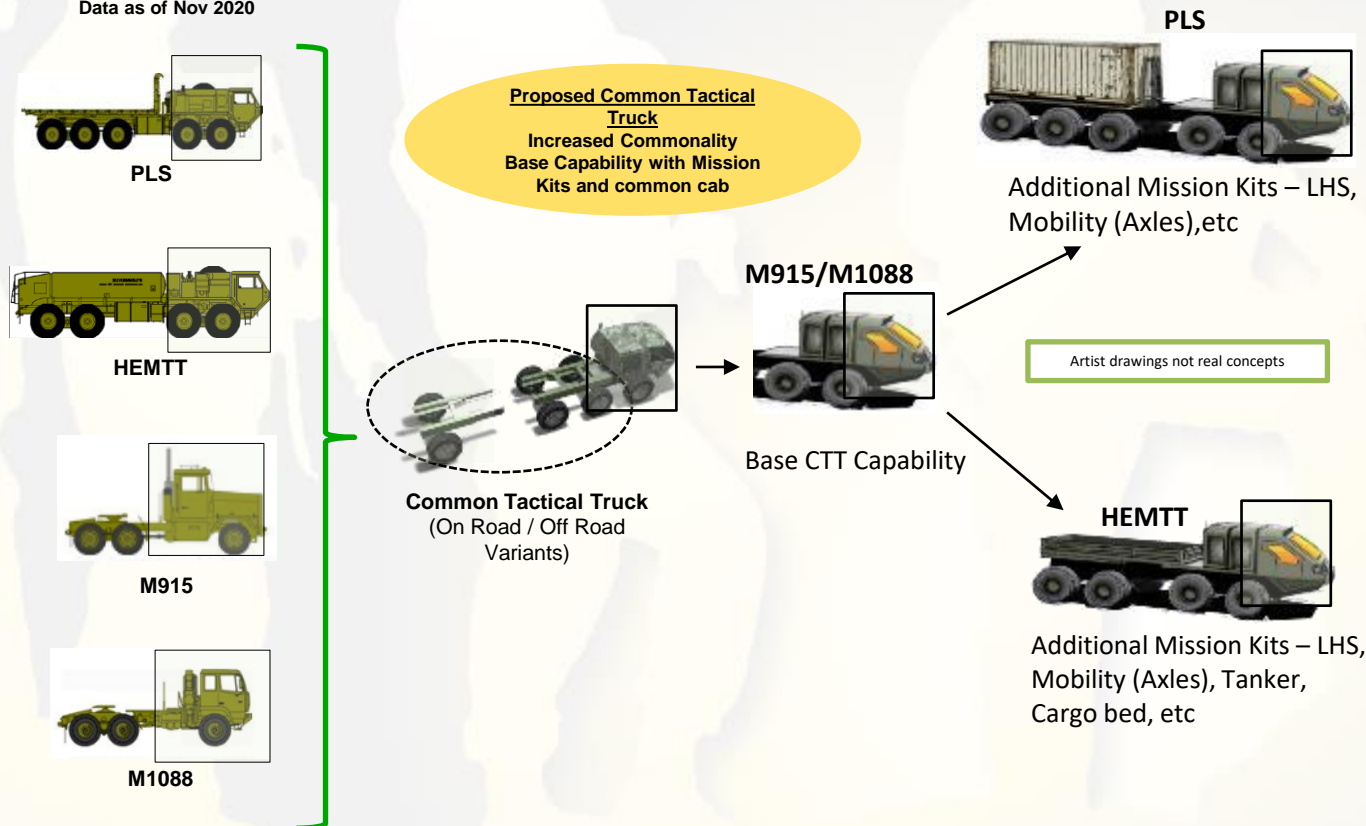 Data as of Nov 2020
PLS
HEMTT
M915
M1088
Proposed Common Tactical
Truck
Increased Commonality
Base Capability with Mission
Kits and common cab
Common Tactical Truck
(On Road / Off Road
Variants)
M915/M1088
Base CTT Capability
PLS
Additional Mission Kits – LHS,
Mobility (Axles),etc
Artist drawings not real concepts
HEMTT
Additional Mission Kits – LHS,
Mobility (Axles), Tanker,
Cargo bed, etc